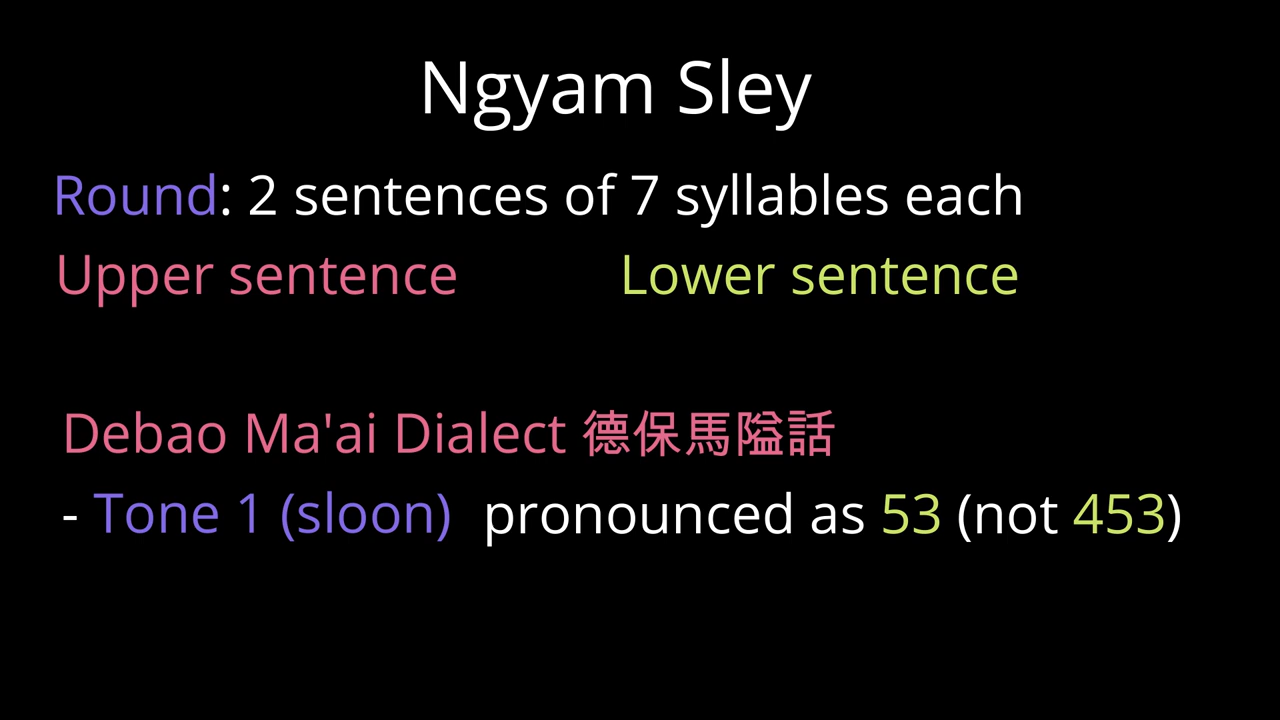 Ngyam Sley
Round: 2 sentences of 7 syllables each
Upper sentence Lower sentence
Debao Ma'ai Dialect 德保馬隘話
- Tone 1 (sloon) pronounced as 53 (not 453)